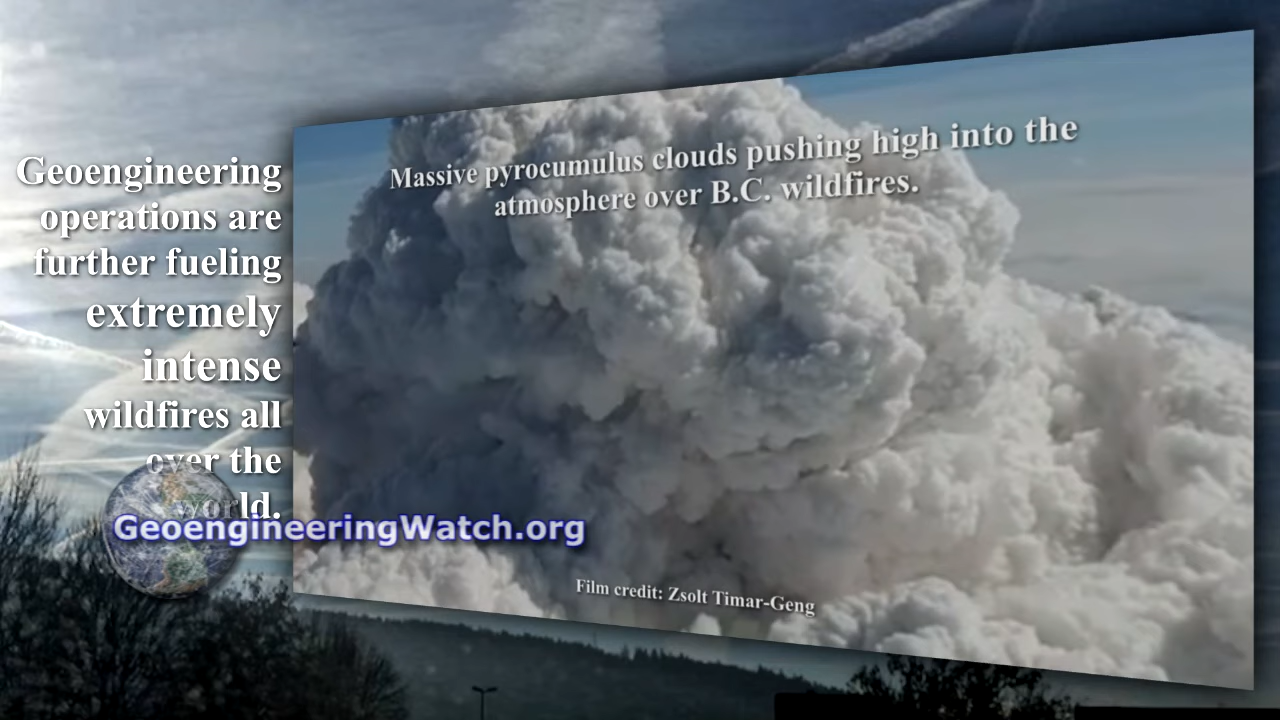 Geoengineering
operations are
further fueling
extremely
intense
wildfires all
over the
world.
Massive pyrocumulus clouds pushing high into the
atmosphere over B.C. wildfires.
GeoengineeringWatch.org
Film credit: Zsolt Timar-Geng